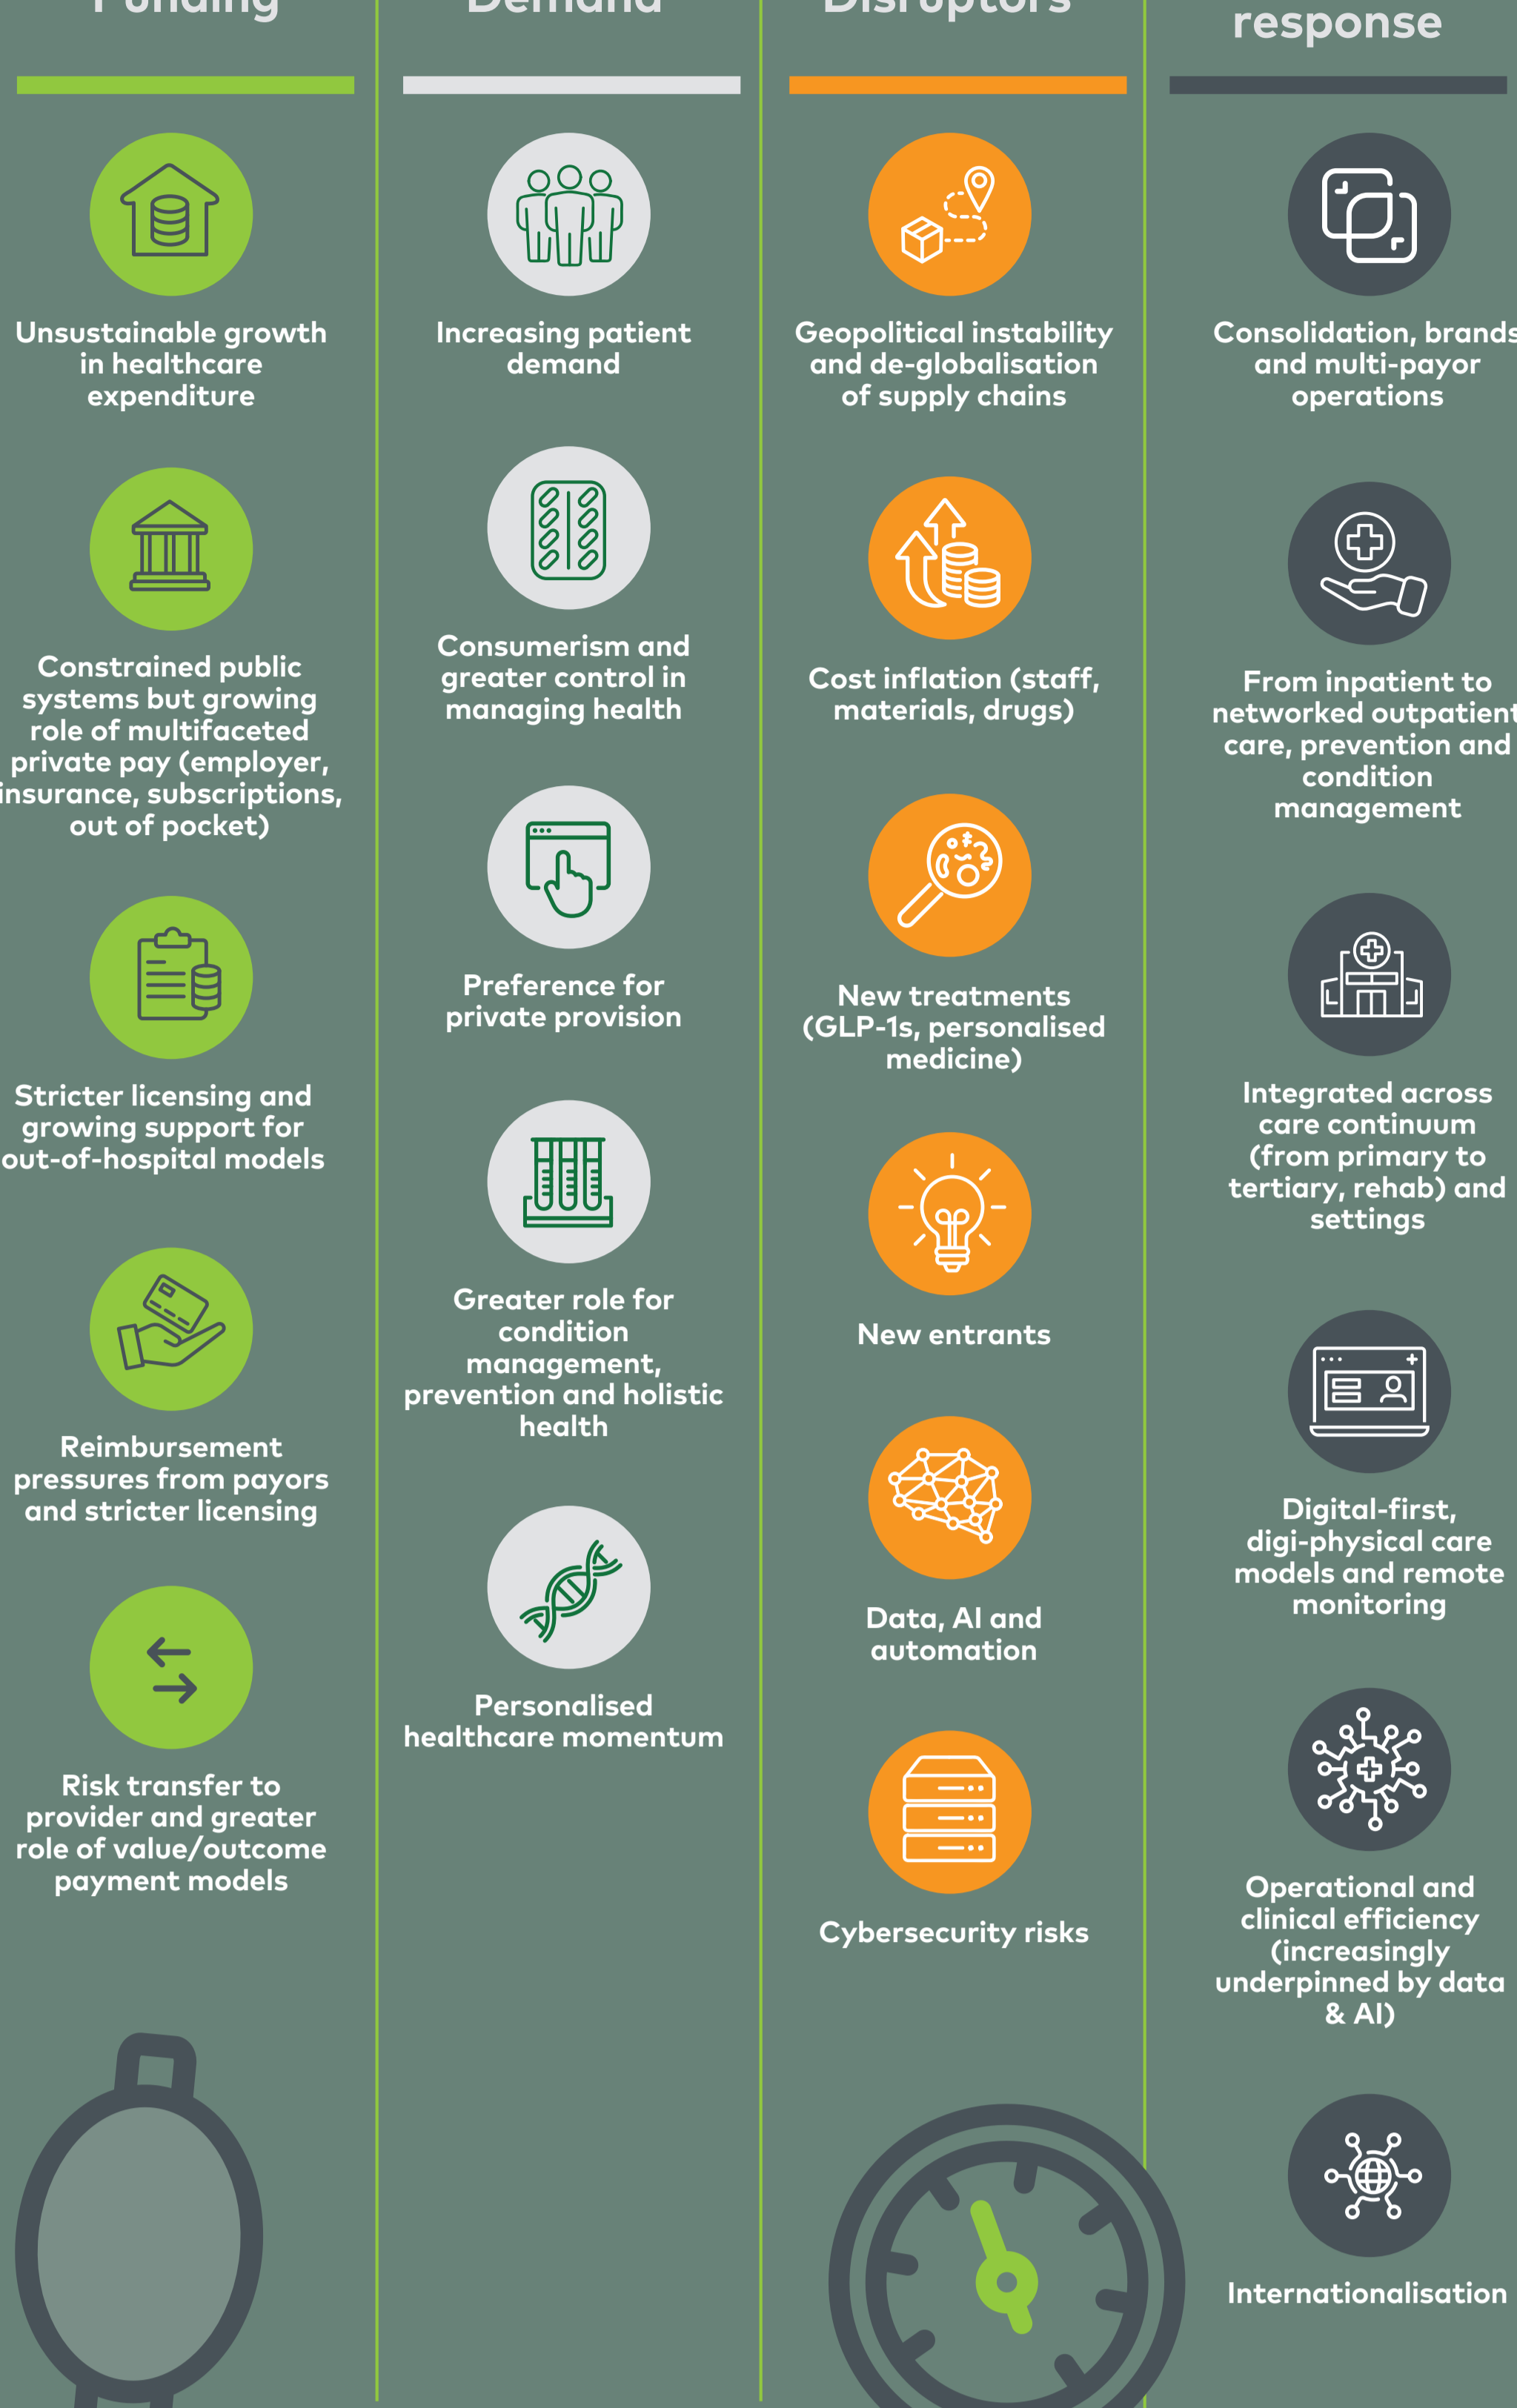 Funding
Demand
Disruptors
response
Unsustainable growth
in healthcare
expenditure
Constrained public
systems but growing
role of multifaceted
private pay (employer,
insurance, subscriptions,
out of pocket)
Stricter licensing and
growing support for
out-of-hospital models
Reimbursement
pressures from payors
and stricter licensing
Risk transfer to
provider and greater
role of value/outcome
payment models
Increasing patient
demand
Consumerism and
greater control in
managing health
Preference for
private provision
Greater role for
condition
management,
prevention and holistic
health
Personalised
healthcare momentum
Geopolitical instability
and de-globalisation
of supply chains
Cost inflation (staff,
materials, drugs)
New treatments
(GLP-1s, personalised
medicine)
New entrants
Data, AI and
automation
Cybersecurity risks
Consolidation, brands
and multi-payor
operations
From inpatient to
networked outpatient
care, prevention and
condition
management
Integrated across
care continuum
(from primary to
tertiary, rehab) and
settings
Digital-first,
digi-physical care
models and remote
monitoring
Operational and
clinical efficiency
(increasingly
underpinned by data
& AI)
Internationalisation